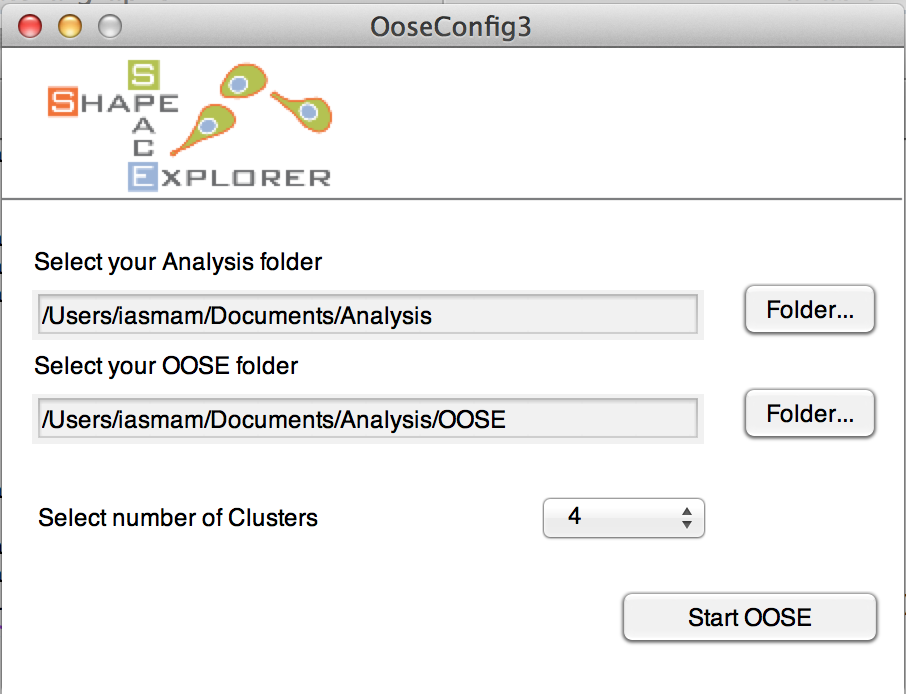 OoseConfig3
S
SHAPE
A
C
EXPLORER
Select your Analysis folder
/Users/iasmam/Documents/Analysis
Folder...
Select your OOSE folder
/Users/iasmam/Documents/Analysis/OOSE
Folder...
Select number of Clusters
4
Start OOSE